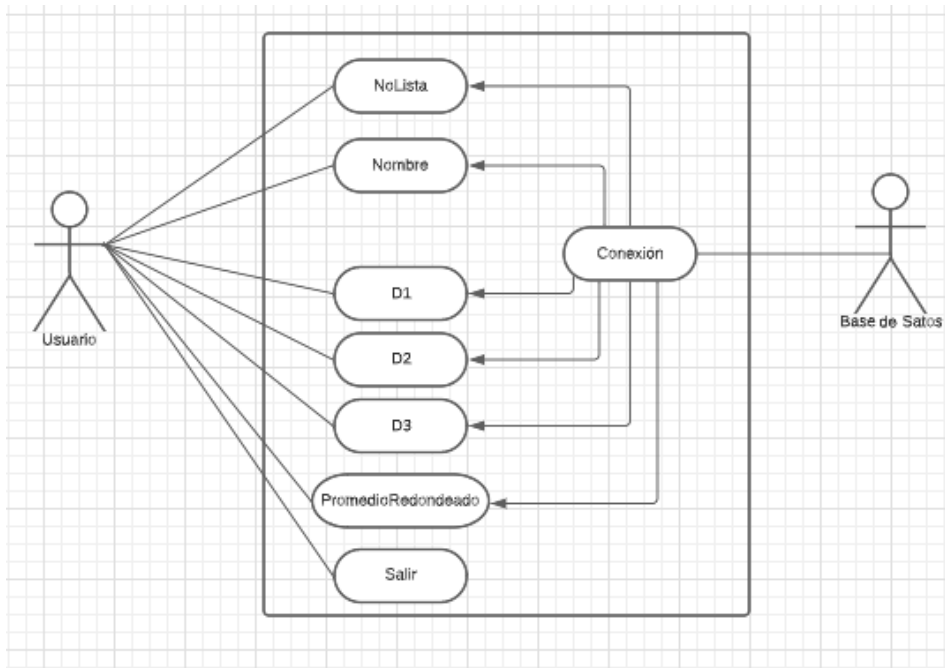 NoLista
Nombre
Conexión
D1
D2
D3
PromedioRedondeado
Salir
Usuario
Base de Satos